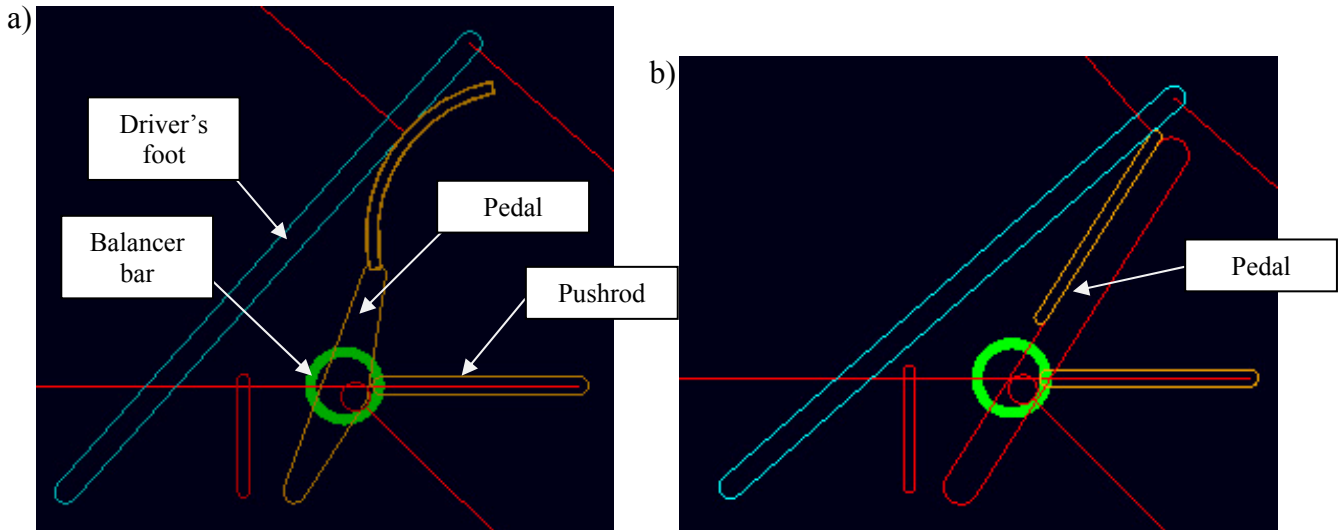 a)
Driver's
foot
Balancer
bar
Pedal
Pushrod
b)
Pedal